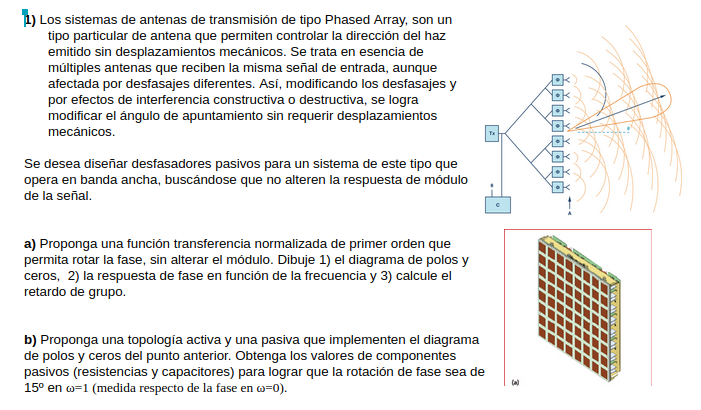 1) Los sistemas de antenas de transmisión de tipo Phased Array, son un
tipo particular de antena que permiten controlar la dirección del haz
emitido sin desplazamientos mecánicos. Se trata en esencia de
múltiples antenas que reciben la misma señal de entrada, aunque
afectada por desfasajes diferentes. Así, modificando los desfasajes y
por efectos de interferencia constructiva o destructiva, se logra
modificar el ángulo de apuntamiento sin requerir desplazamientos
mecánicos.
Se desea diseñar desfasadores pasivos para un sistema de este tipo que
opera en banda ancha, buscándose que no alteren la respuesta de módulo
de la señal.
a) Proponga una función transferencia normalizada de primer orden que
permita rotar la fase, sin alterar el módulo. Dibuje 1) el diagrama de polos y
ceros, 2) la respuesta de fase en función de la frecuencia y 3) calcule el
retardo de grupo.
b) Proponga una topología activa y una pasiva que implementen el diagrama
de polos y ceros del punto anterior. Obtenga los valores de componentes
pasivos (resistencias y capacitores) para lograr que la rotación de fase sea de
15º en ω=1 (medida respecto de la fase en ω=0).
Tx
C
A
(a)